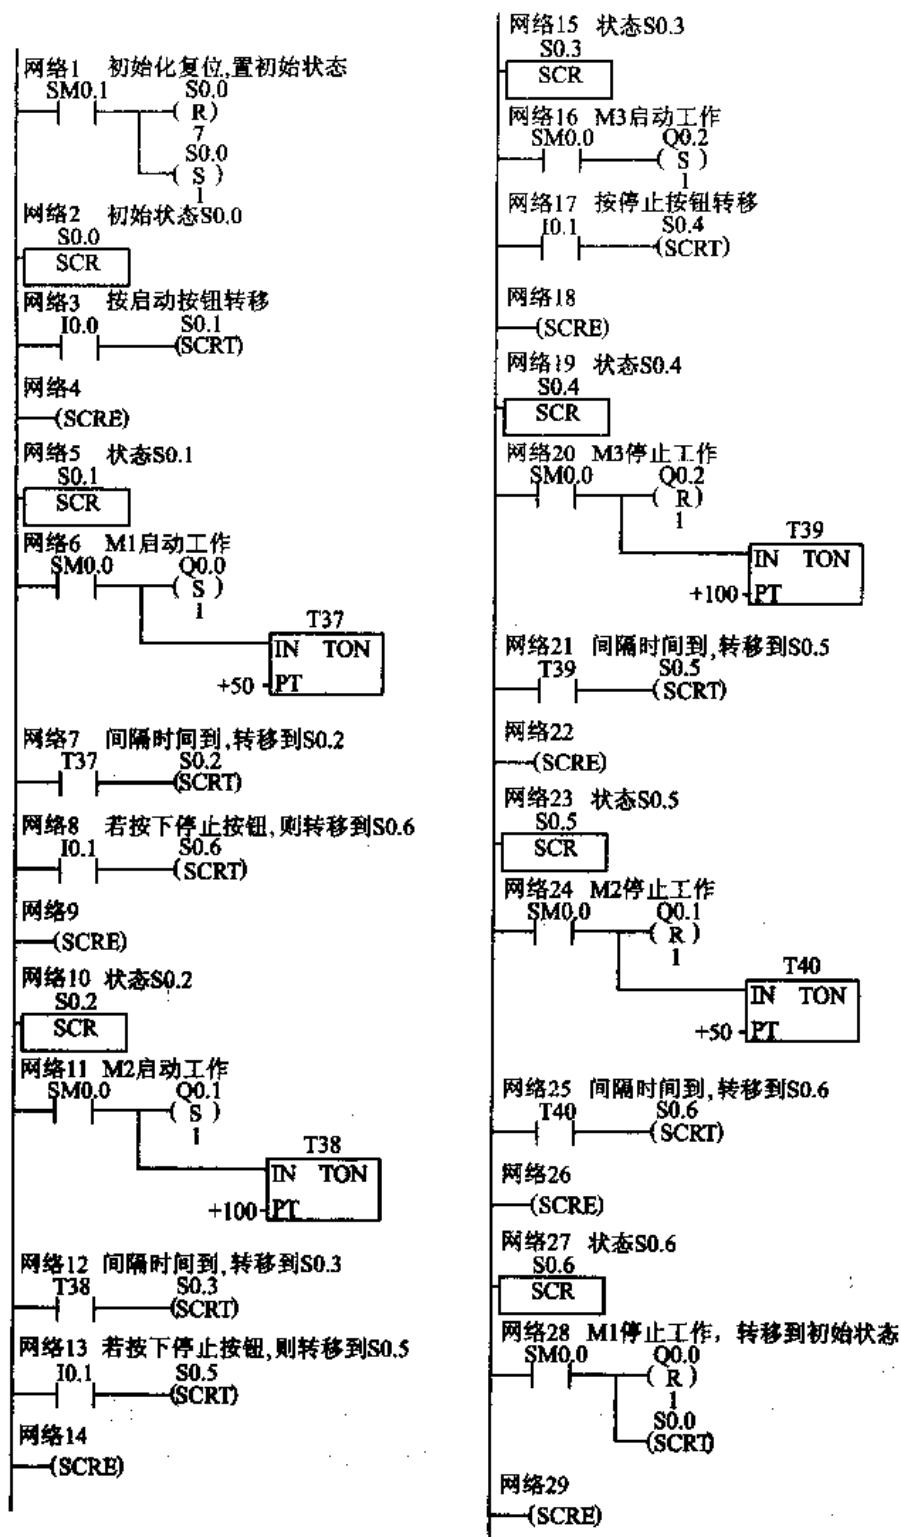 网络1 初始化复位,置初始状态
SM0.1 S0.0
( R )
7
S0.0
( S )
1
网络2 初始状态S0.0
S0.0
SCR
网络3 按启动按钮转移
I0.0 S0.1
(SCRT)
网络4
(SCRE)
网络5 状态S0.1
S0.1
SCR
网络6 M1启动工作
SM0.0 Q0.0
( S )
1
T37
IN TON
+50 PT
网络7 间隔时间到,转移到S0.2
T37 S0.2
(SCRT)
网络8 若按下停止按钮,则转移到S0.6
I0.1 S0.6
(SCRT)
网络9
(SCRE)
网络10 状态S0.2
S0.2
SCR
网络11 M2启动工作
SM0.0 Q0.1
( S )
1
T38
IN TON
+100 PT
网络12 间隔时间到,转移到S0.3
T38 S0.3
(SCRT)
网络13 若按下停止按钮,则转移到S0.5
I0.1 S0.5
(SCRT)
网络14
(SCRE)
网络15 状态S0.3
S0.3
SCR
网络16 M3启动工作
SM0.0 Q0.2
( S )
1
网络17 按停止按钮转移
I0.1 S0.4
(SCRT)
网络18
(SCRE)
网络19 状态S0.4
S0.4
SCR
网络20 M3停止工作
SM0.0 Q0.2
( R )
1
T39
IN TON
+100 PT
网络21 间隔时间到,转移到S0.5
T39 S0.5
(SCRT)
网络22
(SCRE)
网络23 状态S0.5
S0.5
SCR
网络24 M2停止工作
SM0.0 Q0.1
( R )
1
T40
IN TON
+50 PT
网络25 间隔时间到,转移到S0.6
T40 S0.6
(SCRT)
网络26
(SCRE)
网络27 状态S0.6
S0.6
SCR
网络28 M1停止工作，转移到初始状态
SM0.0 Q0.0
( R )
1
S0.0
(SCRT)
网络29
(SCRE)